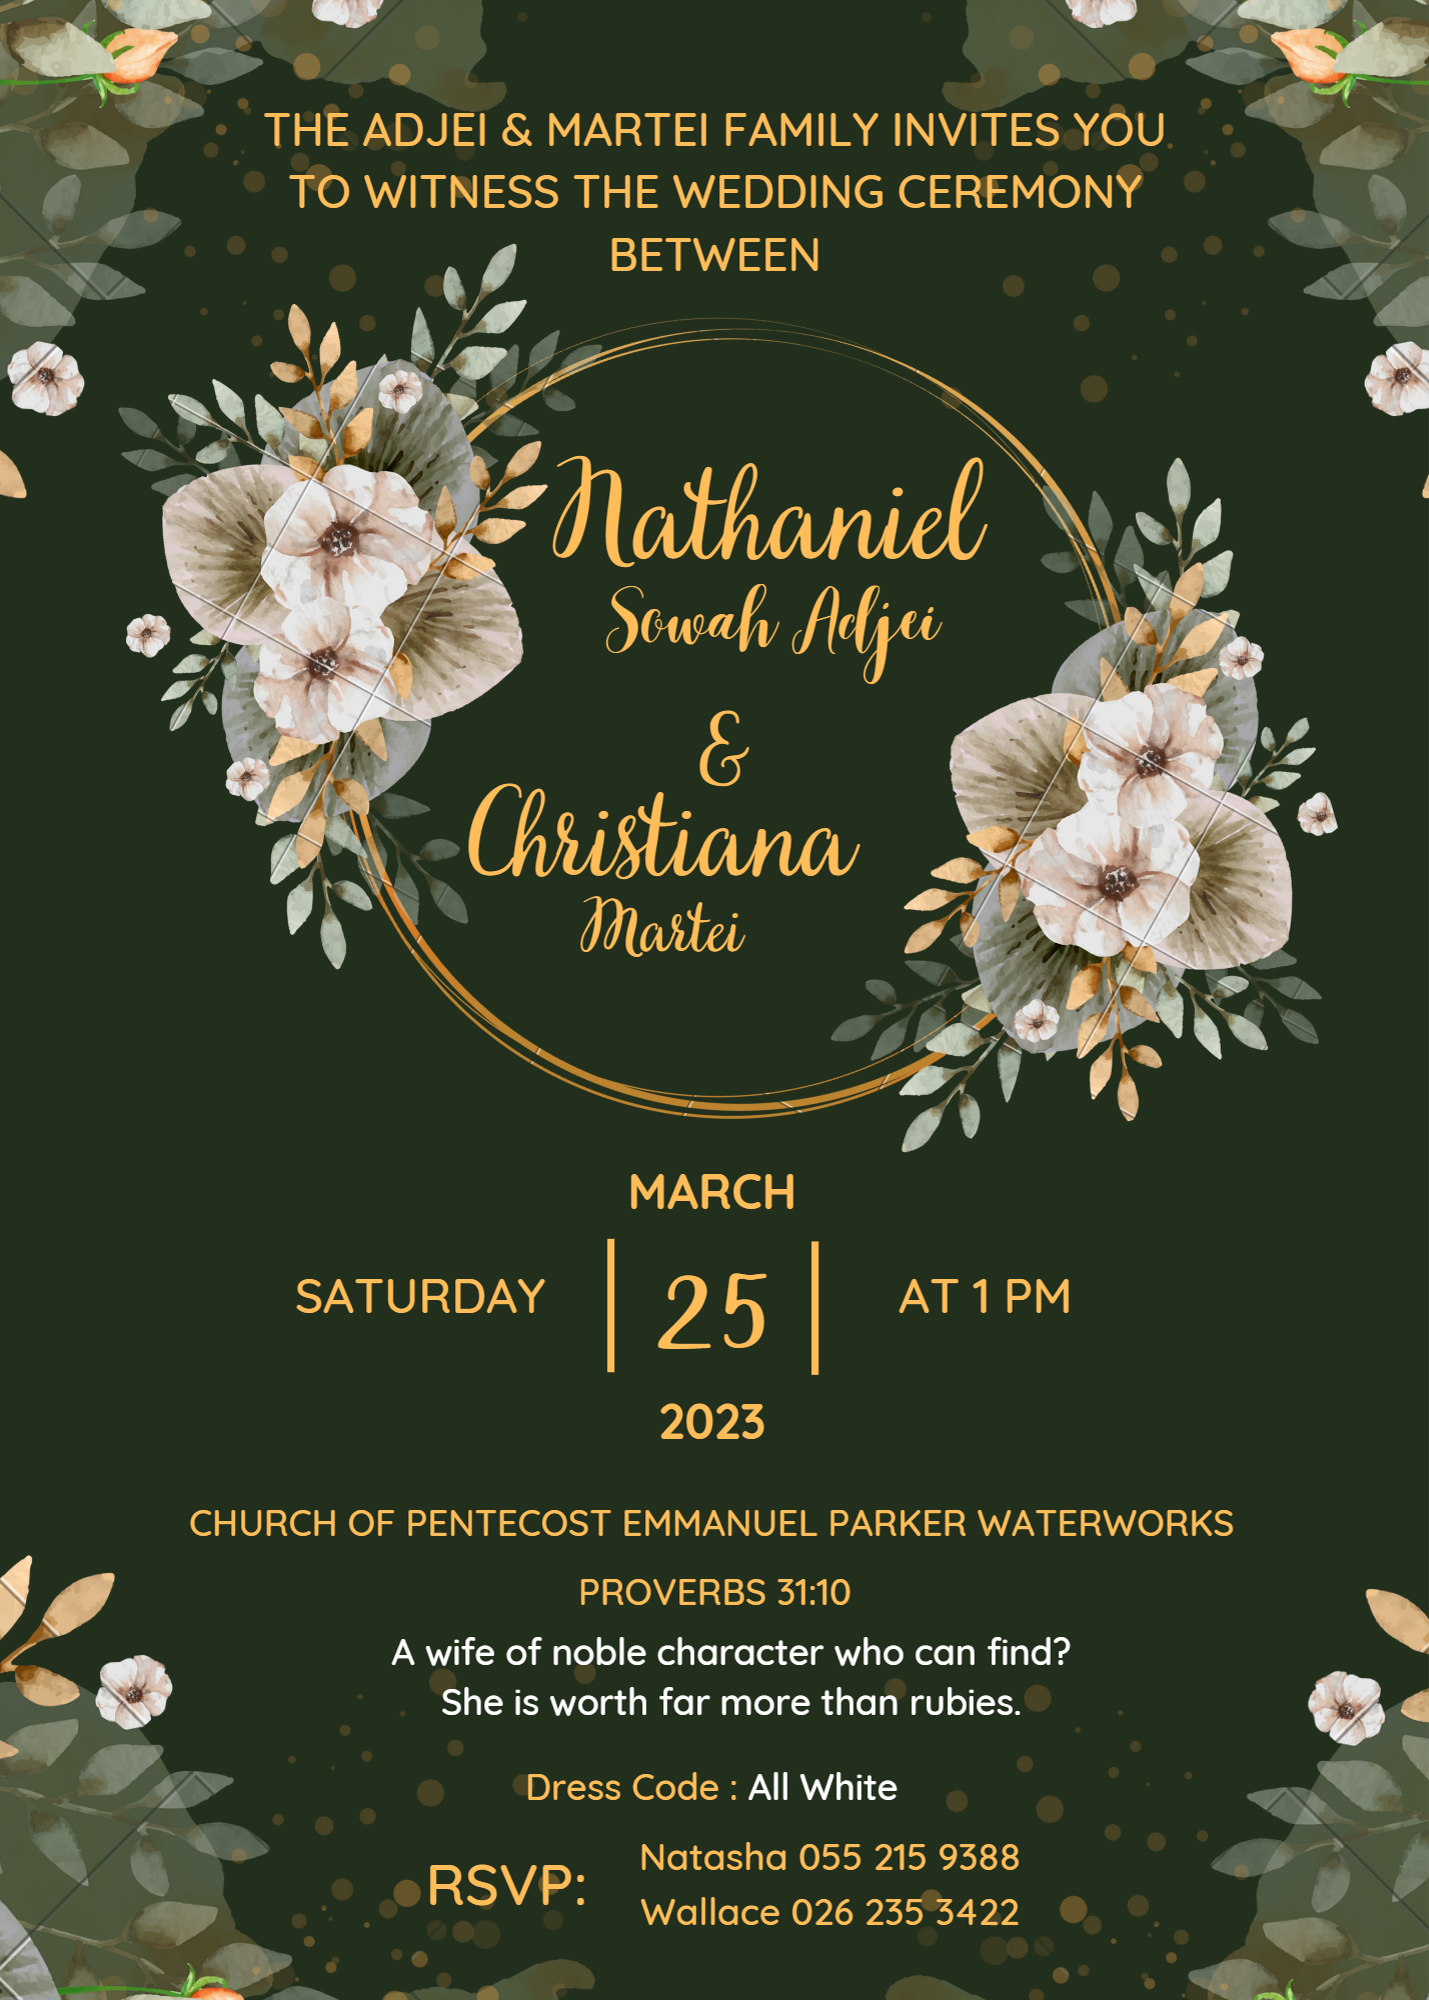 THE ADJEI & MARTEI FAMILY INVITES YOU
TO WITNESS THE WEDDING CEREMONY
BETWEEN
Nathaniel
Sowah Adjei
&
Christiana
Martei
MARCH
SATURDAY | 25 | AT 1 PM
2023
CHURCH OF PENTECOST EMMANUEL PARKER WATERWORKS
PROVERBS 31:10
A wife of noble character who can find?
She is worth far more than rubies.
Dress Code : All White
RSVP:
Natasha 055 215 9388
Wallace 026 235 3422